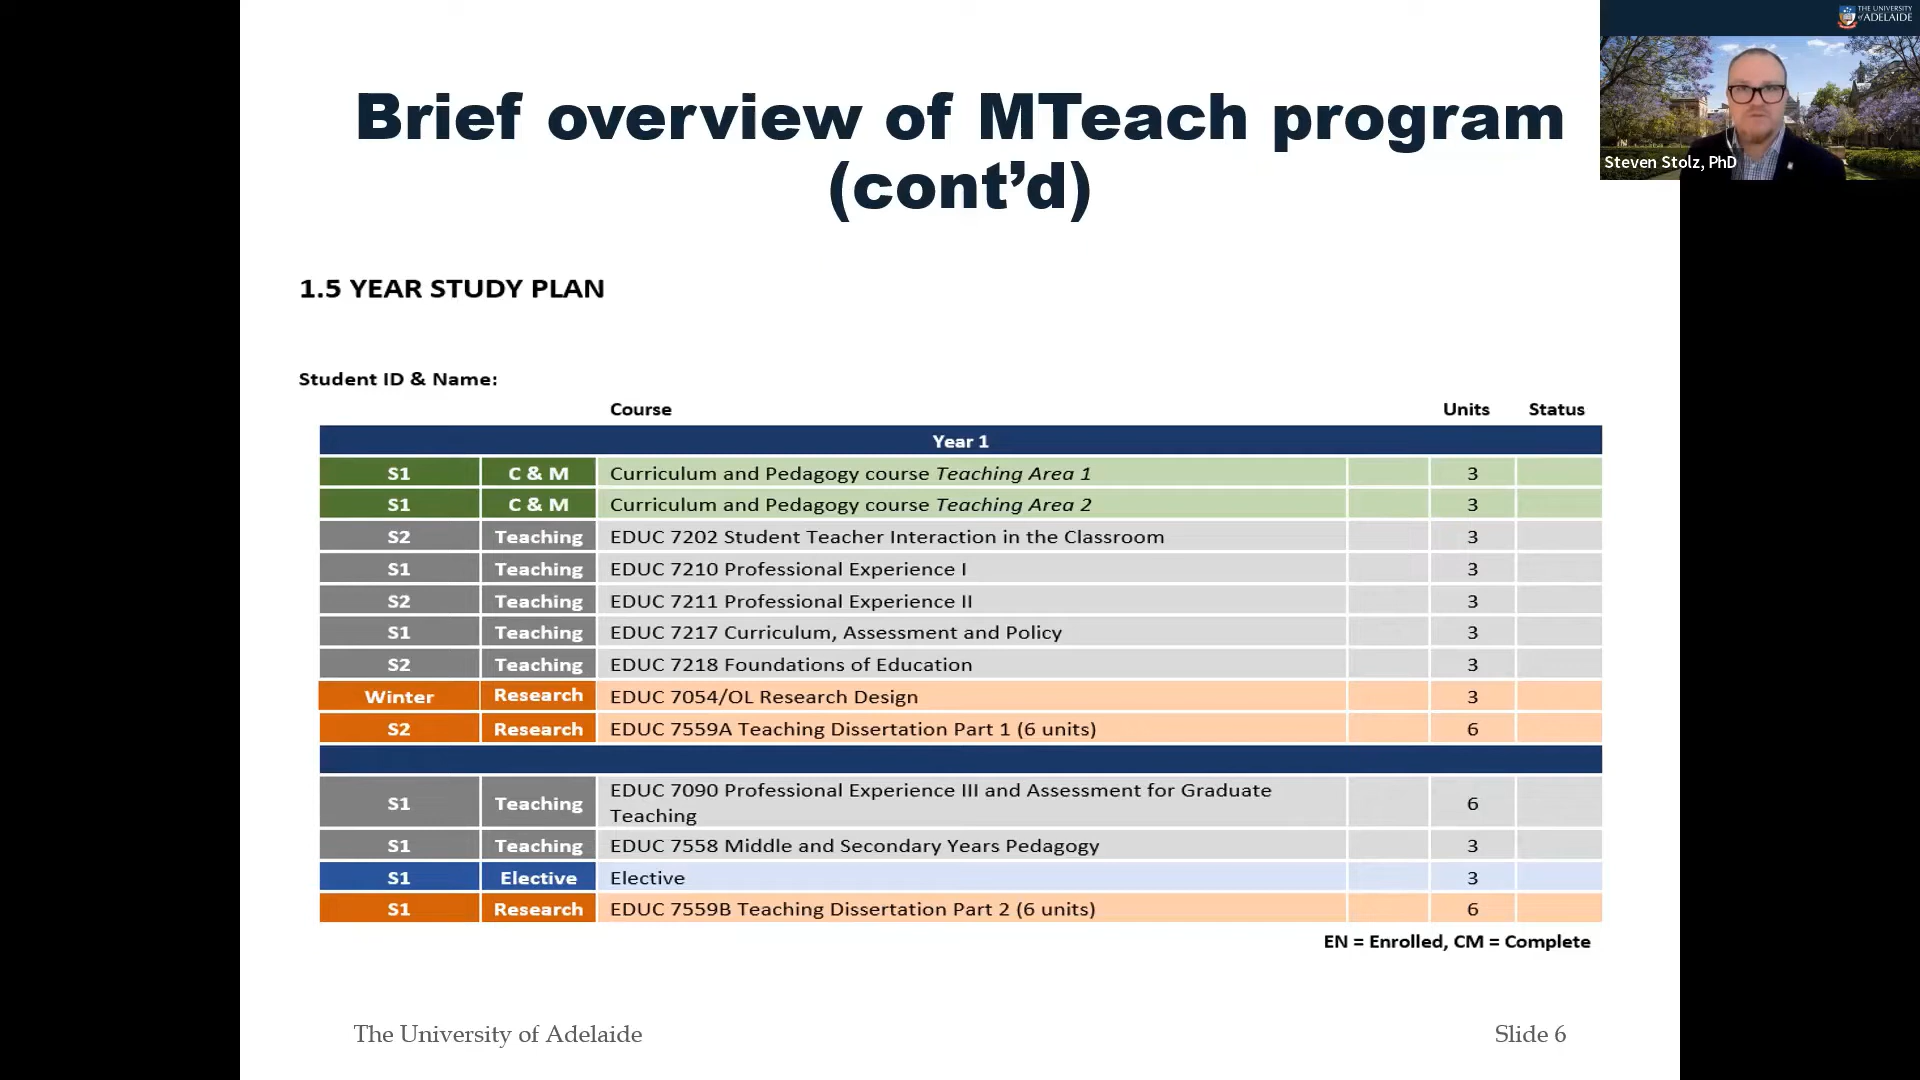 THE UNIVERSITY
of ADELAIDE
Steven Stolz, PhD
Brief overview of MTeach program
(cont’d)
1.5 YEAR STUDY PLAN
Student ID & Name:
Course Units Status
Year 1
S1 C & M Curriculum and Pedagogy course Teaching Area 1 3
S1 C & M Curriculum and Pedagogy course Teaching Area 2 3
S2 Teaching EDUC 7202 Student Teacher Interaction in the Classroom 3
S1 Teaching EDUC 7210 Professional Experience I 3
S2 Teaching EDUC 7211 Professional Experience II 3
S1 Teaching EDUC 7217 Curriculum, Assessment and Policy 3
S2 Teaching EDUC 7218 Foundations of Education 3
Winter Research EDUC 7054/OL Research Design 3
S2 Research EDUC 7559A Teaching Dissertation Part 1 (6 units) 6
S1 Teaching EDUC 7090 Professional Experience III and Assessment for Graduate
Teaching 6
S1 Teaching EDUC 7558 Middle and Secondary Years Pedagogy 3
S1 Elective Elective 3
S1 Research EDUC 7559B Teaching Dissertation Part 2 (6 units) 6
EN = Enrolled, CM = Complete
The University of Adelaide Slide 6